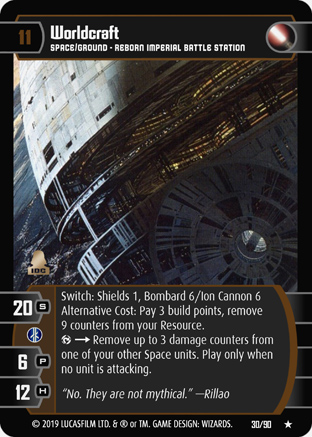 11
Worldcraft
SPACE/GROUND - REBORN IMPERIAL BATTLE STATION
IDC
20 S
6 P
12 H
Switch: Shields 1, Bombard 6/Ion Cannon 6
Alternative Cost: Pay 3 build points, remove
9 counters from your Resource.
Remove up to 3 damage counters from
one of your other Space units. Play only when
no unit is attacking.
“No. They are not mythical.” —Rillao
© 2019 LUCASFILM LTD. & ® or TM. GAME DESIGN: WIZARDS.
30/90